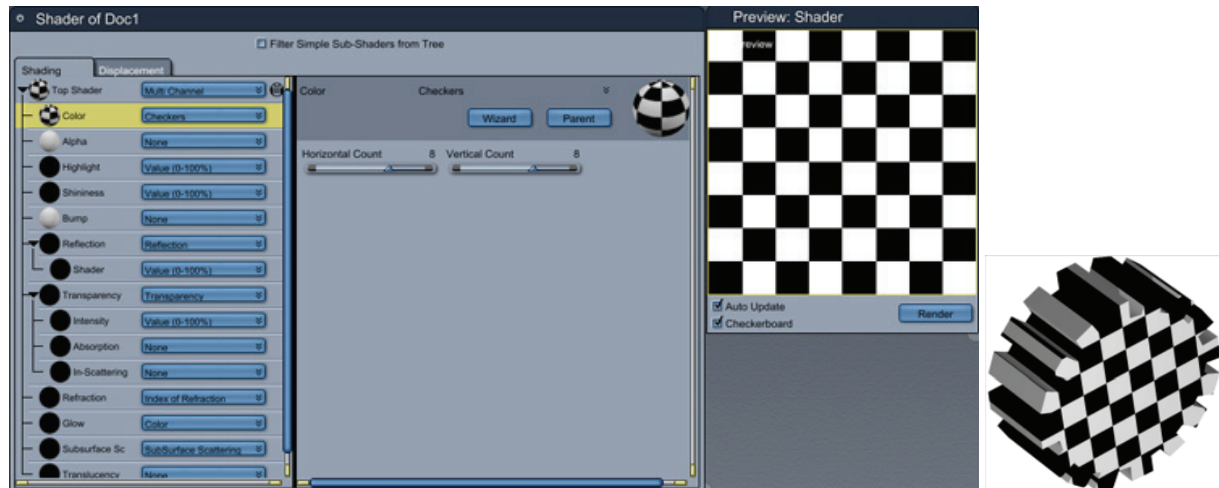 Shader of Doc1
Preview: Shader
Filter Simple Sub-Shaders from Tree
Shading Displacement
Top Shader Multi Channel
Color Checkers
Alpha None
Highlight Value (0-100%)
Shininess Value (0-100%)
Bump None
Reflection Reflection
Shader Value (0-100%)
Transparency Transparency
Intensity Value (0-100%)
Absorption None
In-Scattering None
Refraction Index of Refraction
Glow Color
Subsurface Sc SubSurface Scattering
Translucency None
Color Checkers
Wizard Parent
Horizontal Count 8 Vertical Count 8
review
Auto Update
Checkerboard
Render